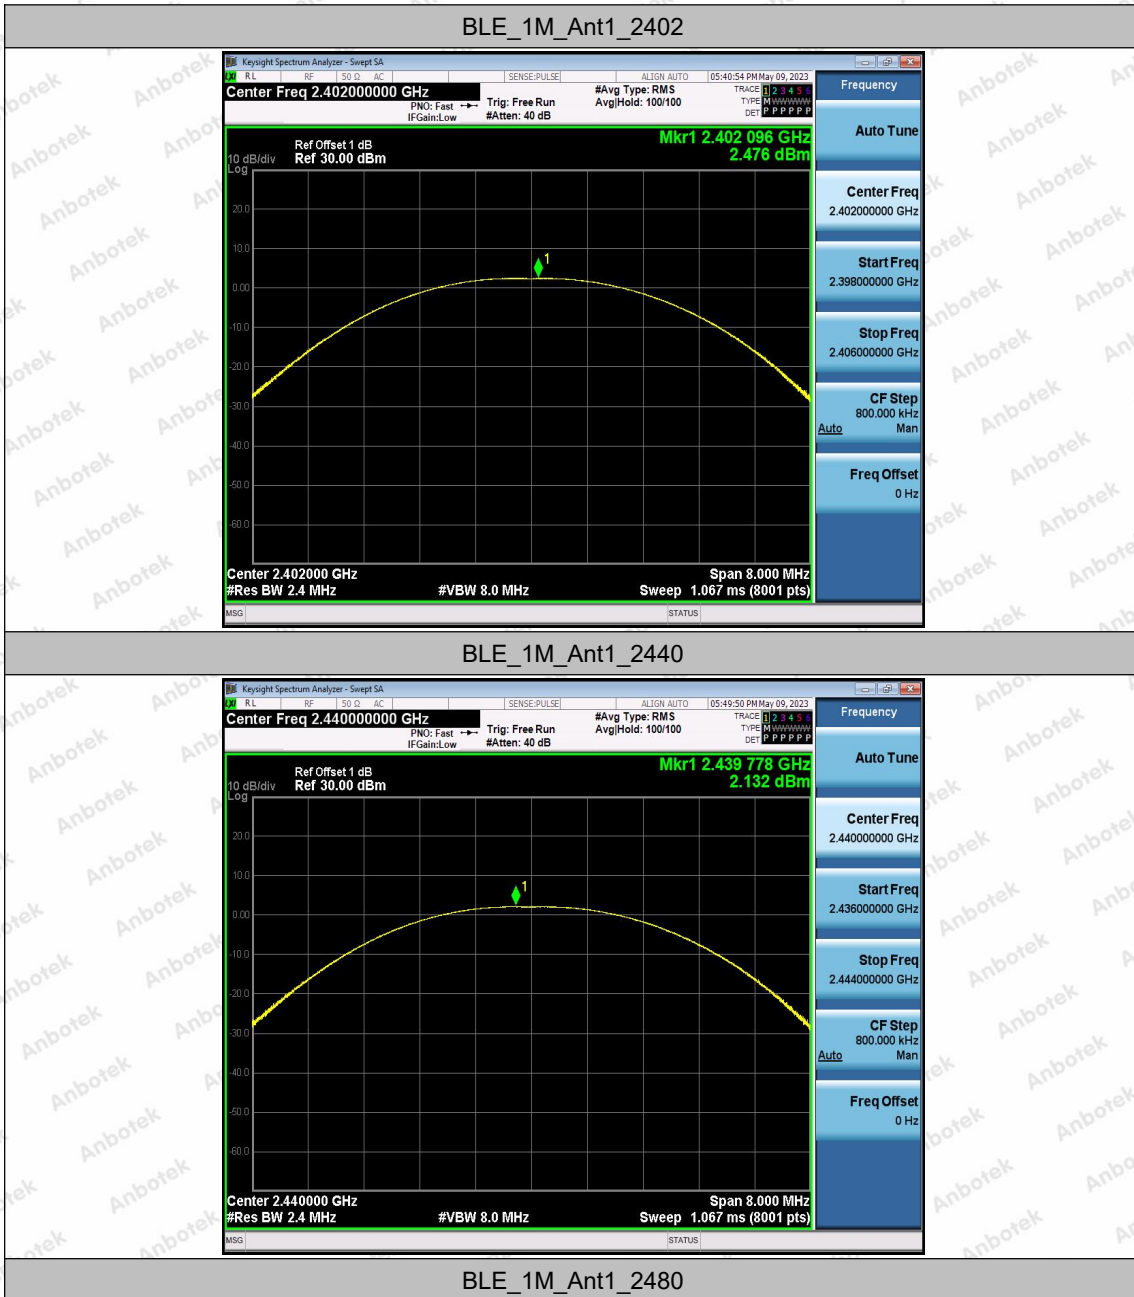 BLE_1M_Ant1_2402
Keysight Spectrum Analyzer - Swept SA
LXI RL RF 50 Ω AC SENSE:PULSE ALIGN AUTO 05:40:54 PM May 09, 2023
Center Freq 2.402000000 GHz
PNO: Fast
IFGain:Low
Trig: Free Run
#Atten: 40 dB
#Avg Type: RMS
Avg|Hold: 100/100
TRACE 1 2 3 4 5 6
TYPE M WWWWW
DET P P P P P P
Frequency
Auto Tune
Center Freq
2.402000000 GHz
Start Freq
2.398000000 GHz
Stop Freq
2.406000000 GHz
CF Step
800.000 kHz
Auto Man
Freq Offset
0 Hz
Mkr1 2.402 096 GHz
2.476 dBm
Ref Offset 1 dB
10 dB/div Ref 30.00 dBm
Log
20.0
10.0
0.00
-10.0
-20.0
-30.0
-40.0
-50.0
-60.0
1
Center 2.402000 GHz Span 8.000 MHz
#Res BW 2.4 MHz #VBW 8.0 MHz Sweep 1.067 ms (8001 pts)
MSG STATUS
BLE_1M_Ant1_2440
Keysight Spectrum Analyzer - Swept SA
LXI RL RF 50 Ω AC SENSE:PULSE ALIGN AUTO 05:49:50 PM May 09, 2023
Center Freq 2.440000000 GHz
PNO: Fast
IFGain:Low
Trig: Free Run
#Atten: 40 dB
#Avg Type: RMS
Avg|Hold: 100/100
TRACE 1 2 3 4 5 6
TYPE M WWWWW
DET P P P P P P
Frequency
Auto Tune
Center Freq
2.440000000 GHz
Start Freq
2.436000000 GHz
Stop Freq
2.444000000 GHz
CF Step
800.000 kHz
Auto Man
Freq Offset
0 Hz
Mkr1 2.439 778 GHz
2.132 dBm
Ref Offset 1 dB
10 dB/div Ref 30.00 dBm
Log
20.0
10.0
0.00
-10.0
-20.0
-30.0
-40.0
-50.0
-60.0
1
Center 2.440000 GHz Span 8.000 MHz
#Res BW 2.4 MHz #VBW 8.0 MHz Sweep 1.067 ms (8001 pts)
MSG STATUS
BLE_1M_Ant1_2480
Anbotek